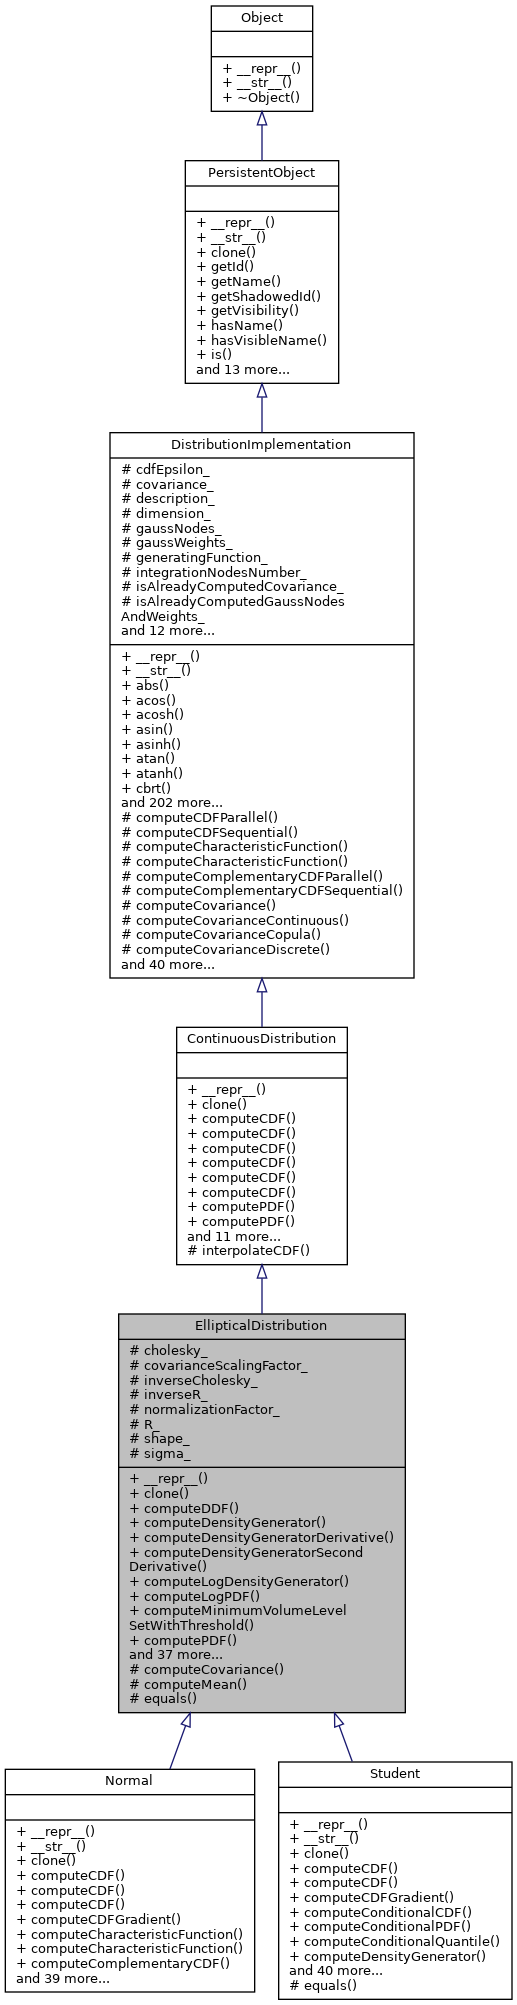 Object
+ __repr__()
+ __str__()
+ ~Object()
PersistentObject
+ __repr__()
+ __str__()
+ clone()
+ getId()
+ getName()
+ getShadowedId()
+ getVisibility()
+ hasName()
+ hasVisibleName()
+ is()
and 13 more...
DistributionImplementation
# cdfEpsilon_
# covariance_
# description_
# dimension_
# gaussNodes_
# gaussWeights_
# generatingFunction_
# integrationNodesNumber_
# isAlreadyComputedCovariance_
# isAlreadyComputedGaussNodes
AndWeights_
and 12 more...
+ __repr__()
+ __str__()
+ abs()
+ acos()
+ acosh()
+ asin()
+ asinh()
+ atan()
+ atanh()
+ cbrt()
and 202 more...
# computeCDFParallel()
# computeCDFSequential()
# computeCharacteristicFunction()
# computeCharacteristicFunction()
# computeComplementaryCDFParallel()
# computeComplementaryCDFSequential()
# computeCovariance()
# computeCovarianceContinuous()
# computeCovarianceCopula()
# computeCovarianceDiscrete()
and 40 more...
ContinuousDistribution
+ __repr__()
+ clone()
+ computeCDF()
+ computeCDF()
+ computeCDF()
+ computeCDF()
+ computeCDF()
+ computeCDF()
+ computePDF()
+ computePDF()
and 11 more...
# interpolateCDF()
EllipticalDistribution
# cholesky_
# covarianceScalingFactor_
# inverseCholesky_
# inverseR_
# normalizationFactor_
# R_
# shape_
# sigma_
+ __repr__()
+ clone()
+ computeDDF()
+ computeDensityGenerator()
+ computeDensityGeneratorDerivative()
+ computeDensityGeneratorSecond
Derivative()
+ computeLogDensityGenerator()
+ computeLogPDF()
+ computeMinimumVolumeLevel
SetWithThreshold()
+ computePDF()
and 37 more...
# computeCovariance()
# computeMean()
# equals()
Normal
+ __repr__()
+ __str__()
+ clone()
+ computeCDF()
+ computeCDF()
+ computeCDF()
+ computeCDFGradient()
+ computeCharacteristicFunction()
+ computeCharacteristicFunction()
+ computeComplementaryCDF()
and 39 more...
Student
+ __repr__()
+ __str__()
+ clone()
+ computeCDF()
+ computeCDF()
+ computeCDFGradient()
+ computeConditionalCDF()
+ computeConditionalPDF()
+ computeConditionalQuantile()
+ computeDensityGenerator()
and 40 more...
# equals()